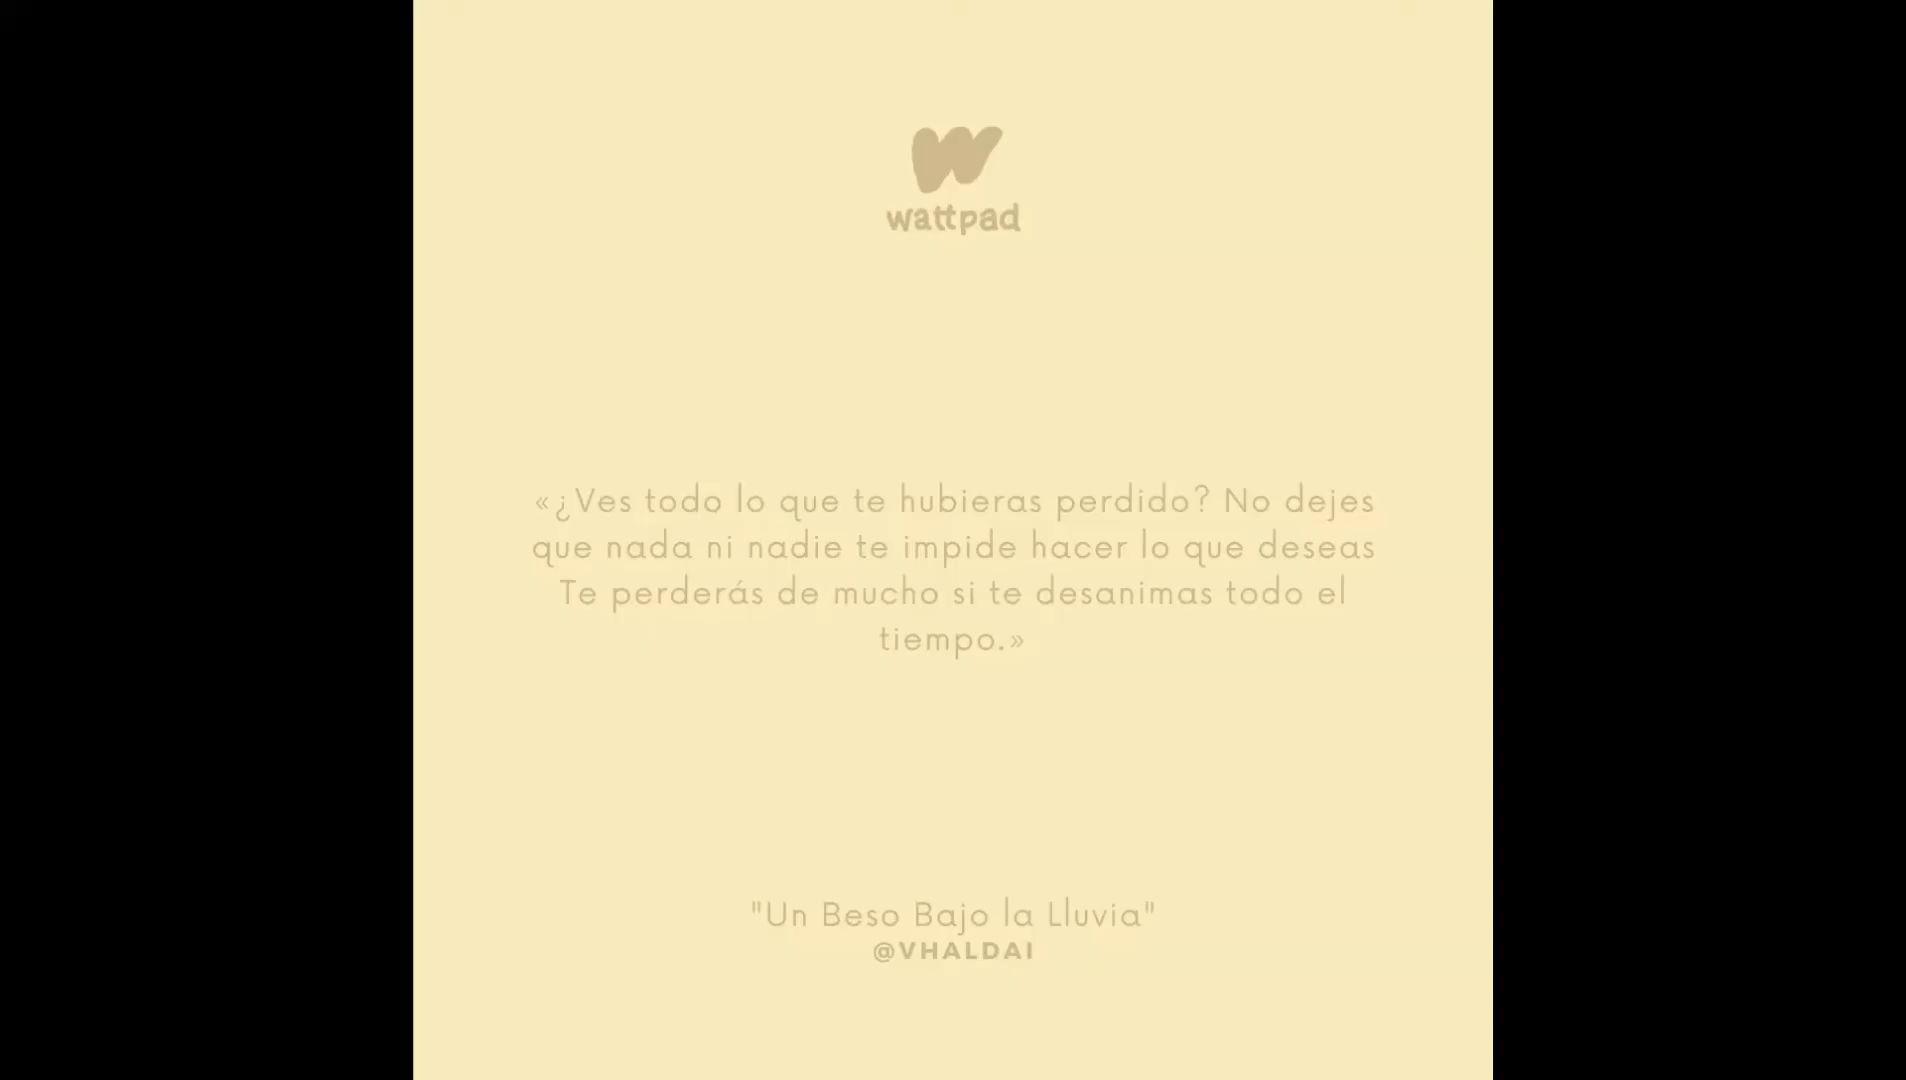 wattpad
«¿Ves todo lo que te hubieras perdido? No dejes
que nada ni nadie te impide hacer lo que deseas
Te perderás de mucho si te desanimas todo el
tiempo.»
"Un Beso Bajo la Lluvia"
@VHALDAI